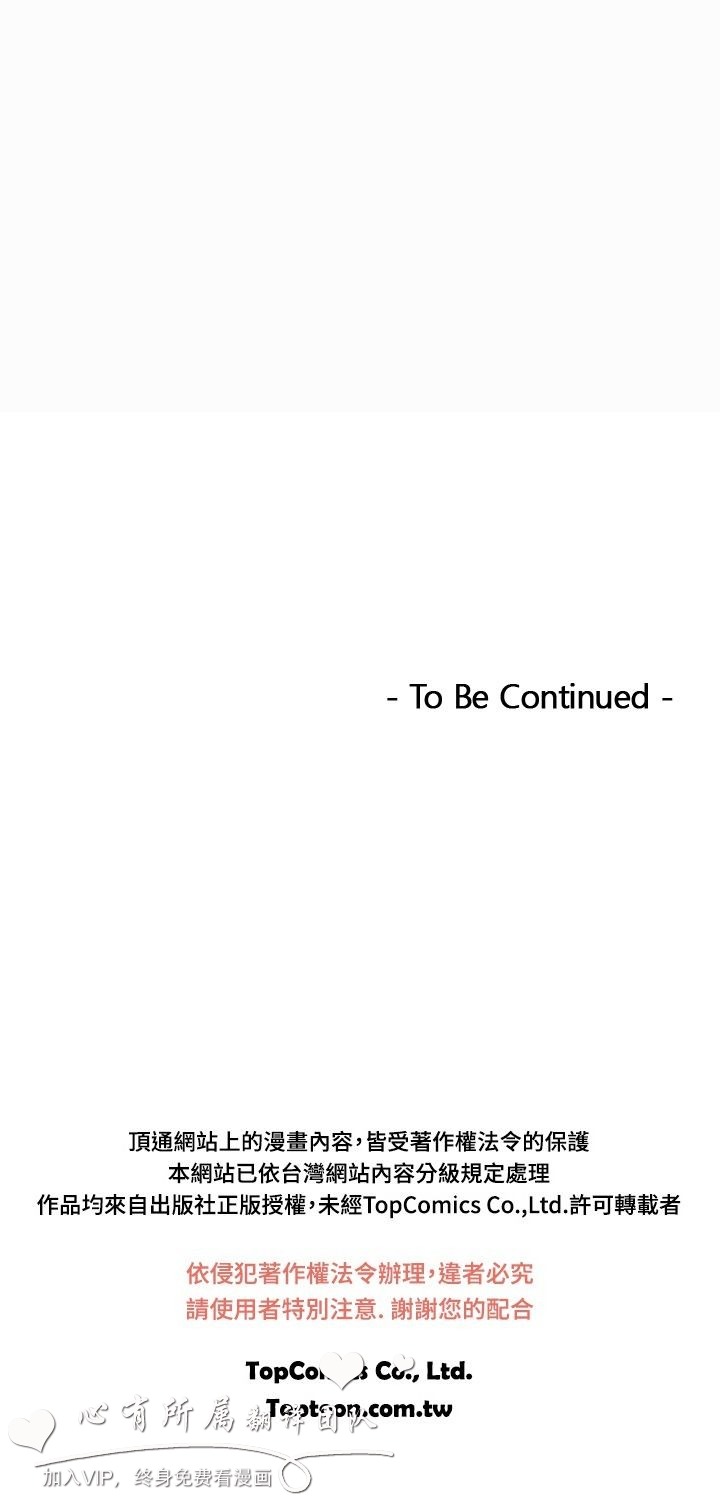 - To Be Continued -
頂通網站上的漫畫內容，皆受著作權法令的保護
本網站已依台灣網站內容分級規定處理
作品均來自出版社正版授權，未經TopComics Co.,Ltd.許可轉載者
依侵犯著作權法令辦理，違者必究
請使用者特別注意. 謝謝您的配合
TopComics Co., Ltd.
Toptoon.com.tw
心有所属翻译团队
加入VIP，终身免费看漫画